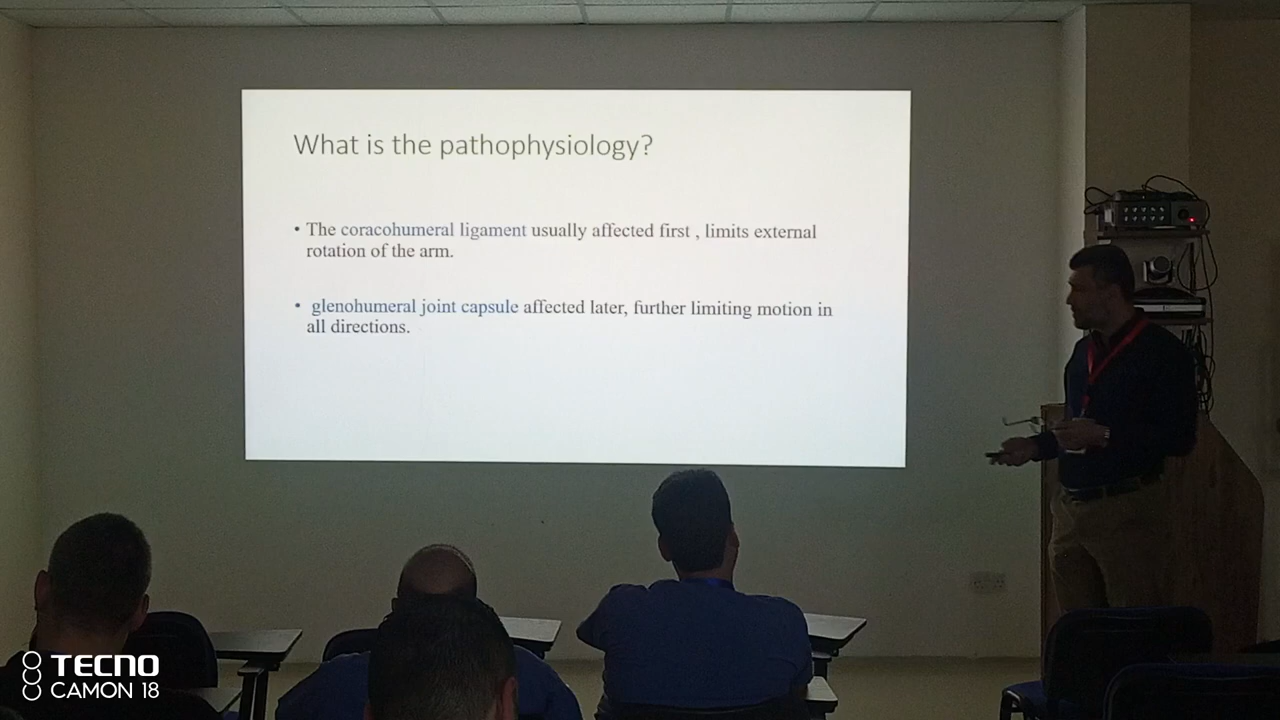 What is the pathophysiology?
• The coracohumeral ligament usually affected first , limits external
rotation of the arm.
• glenohumeral joint capsule affected later, further limiting motion in
all directions.
TECNO
CAMON 18